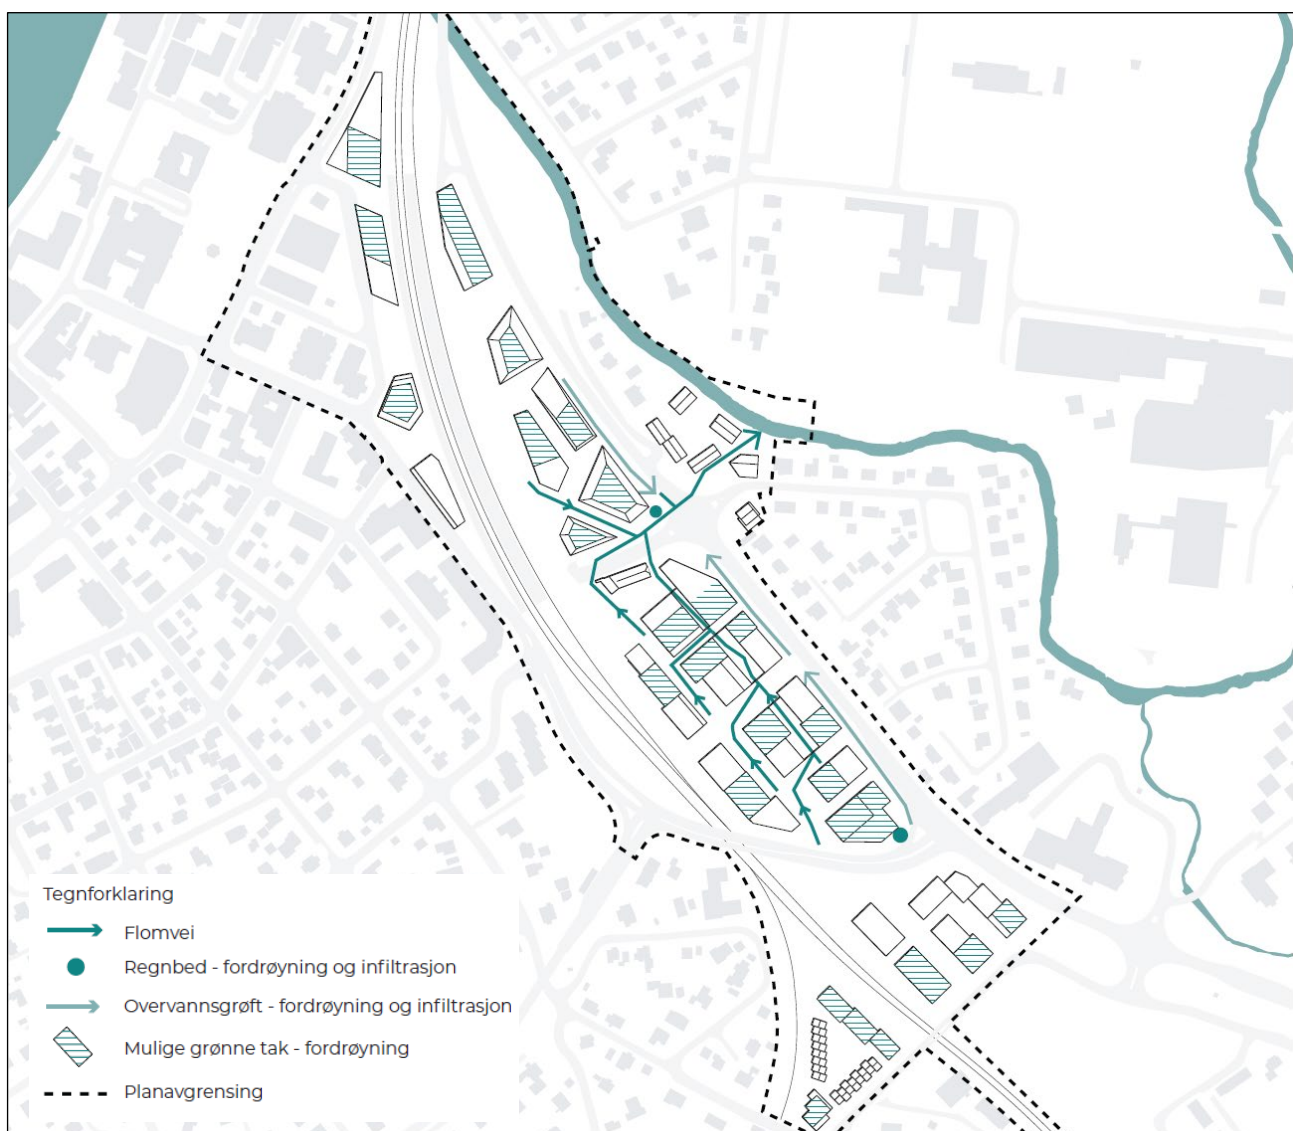 Tegnforklaring
Flomvei
Regnbed - fordrøyning og infiltrasjon
Overvannsgrøft - fordrøyning og infiltrasjon
Mulige grønne tak - fordrøyning
Planavgrensing